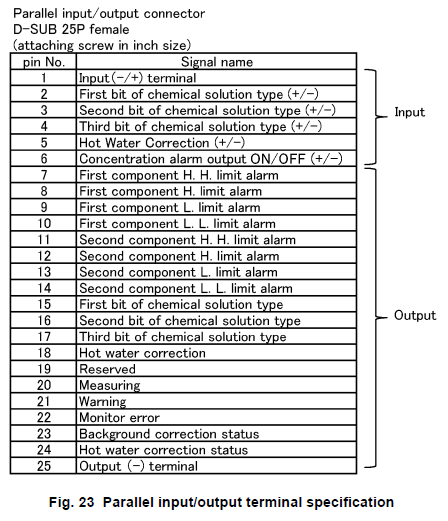 Parallel input/output connector
D-SUB 25P female
(attaching screw in inch size)
pin No. Signal name
1 Input(-/+) terminal
2 First bit of chemical solution type (+/-)
3 Second bit of chemical solution type (+/-)
4 Third bit of chemical solution type (+/-)
5 Hot Water Correction (+/-)
6 Concentration alarm output ON/OFF (+/-)
Input
7 First component H. H. limit alarm
8 First component H. limit alarm
9 First component L. limit alarm
10 First component L. L. limit alarm
11 Second component H. H. limit alarm
12 Second component H. limit alarm
13 Second component L. limit alarm
14 Second component L. L. limit alarm
15 First bit of chemical solution type
16 Second bit of chemical solution type
17 Third bit of chemical solution type
18 Hot water correction
19 Reserved
20 Measuring
21 Warning
22 Monitor error
23 Background correction status
24 Hot water correction status
25 Output (-) terminal
Output
Fig. 23 Parallel input/output terminal specification